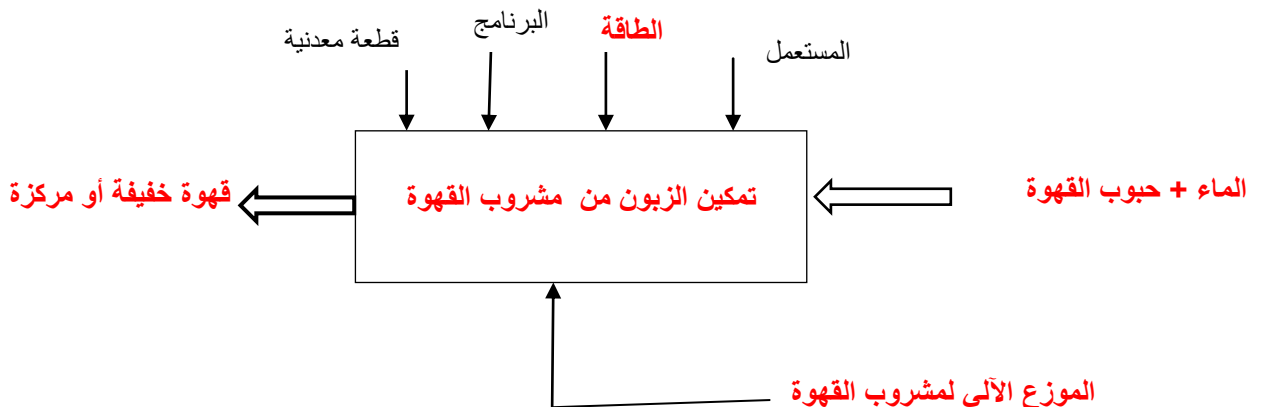 المستعمل
الطاقة
البرنامج
قطعة معدنية
الماء + حبوب القهوة
تمكين الزبون من مشروب القهوة
قهوة خفيفة أو مركزة
الموزع الآلي لمشروب القهوة